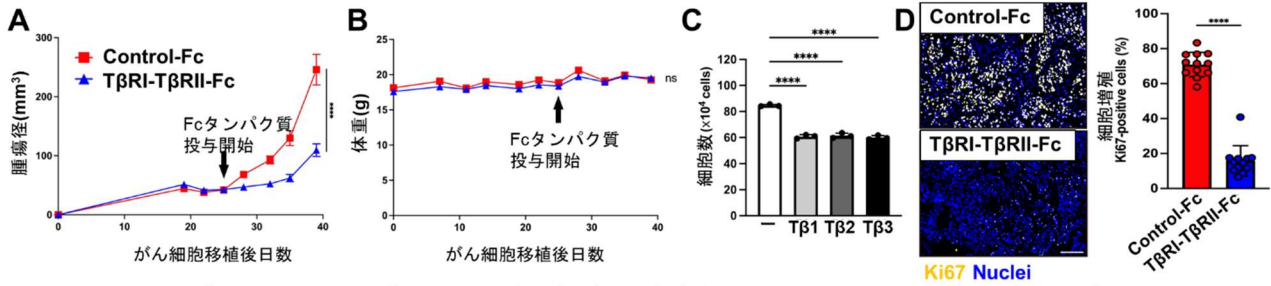 A
腫瘍径(mm³)
300
200
100
0
Control-Fc
TβRI-TβRII-Fc
Fcタンパク質
投与開始
****
0 10 20 30 40
がん細胞移植後日数
B
体重(g)
25
20
15
10
5
0
ns
Fcタンパク質
投与開始
0 10 20 30 40
がん細胞移植後日数
C
細胞数(×10⁴ cells)
120
100
80
60
40
20
0
****
****
****
– Tβ1 Tβ2 Tβ3
D
Control-Fc
TβRI-TβRII-Fc
Ki67 Nuclei
細胞増殖
Ki67-positive cells (%)
100
80
60
40
20
0
****
Control-Fc
TβRI-TβRII-Fc